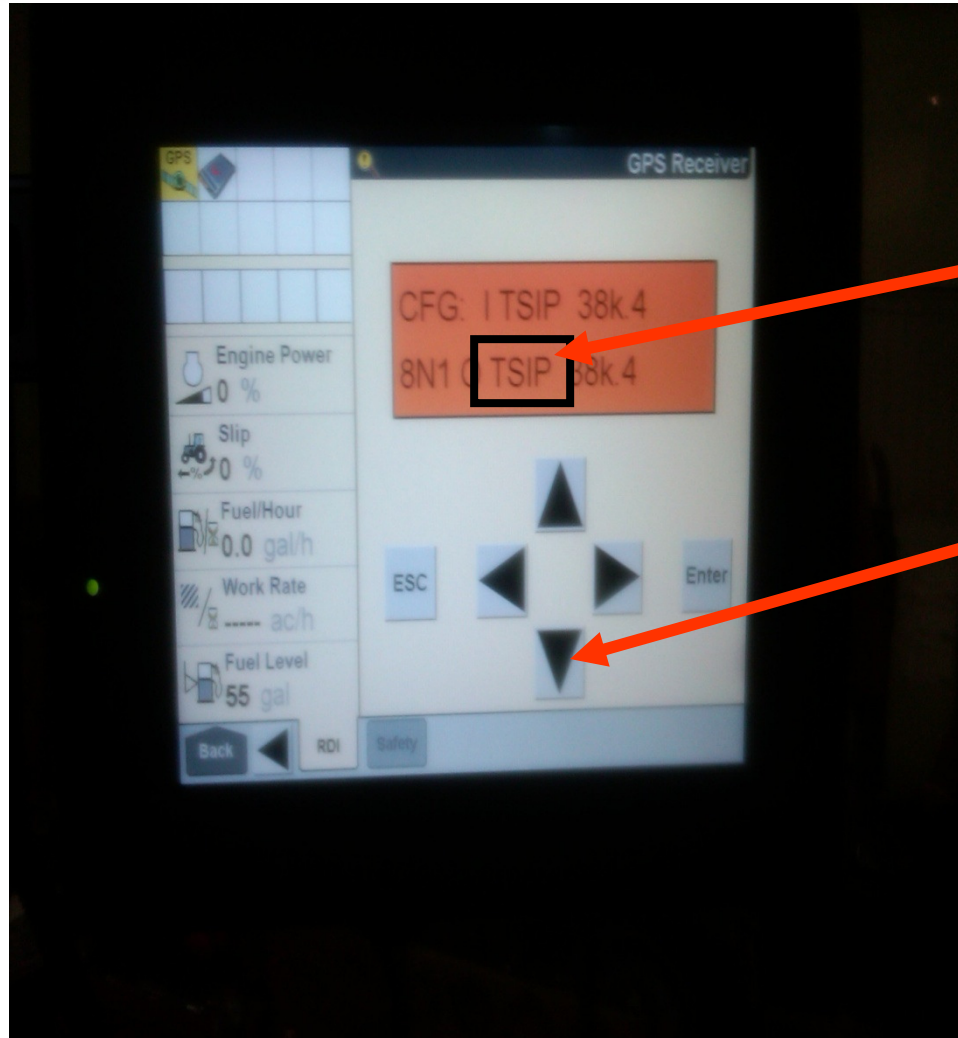 GPS
GPS Receiver
CFG: I TSIP 38k.4
8N1 O TSIP 38k.4
Engine Power
0 %
Slip
0 %
Fuel/Hour
0.0 gal/h
Work Rate
----- ac/h
Fuel Level
55 gal
ESC
Enter
Back
RDI
Safety